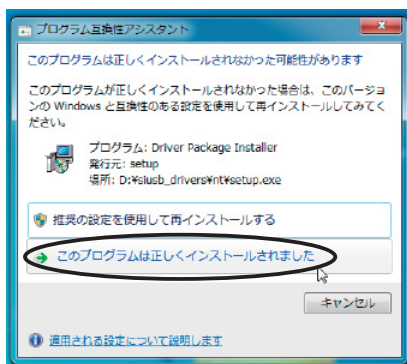 プログラム互換性アシスタント
このプログラムは正しくインストールされなかった可能性があります
このプログラムが正しくインストールされなかった場合は、このバージョ
ンの Windows と互換性のある設定を使用して再インストールしてみてく
ださい。
プログラム: Driver Package Installer
発行元: setup
場所: D:¥siusb_drivers¥nt¥setup.exe
推奨の設定を使用して再インストールする
このプログラムは正しくインストールされました
キャンセル
適用される設定について説明します